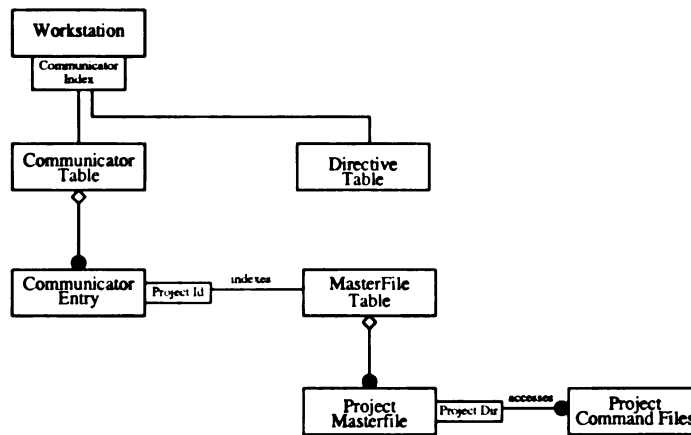 Workstation
Communicator
Index
Communicator
Table
Directive
Table
Communicator
Entry
Project Id
indexes
MasterFile
Table
Project
Masterfile
Project Dir
accesses
Project
Command Files